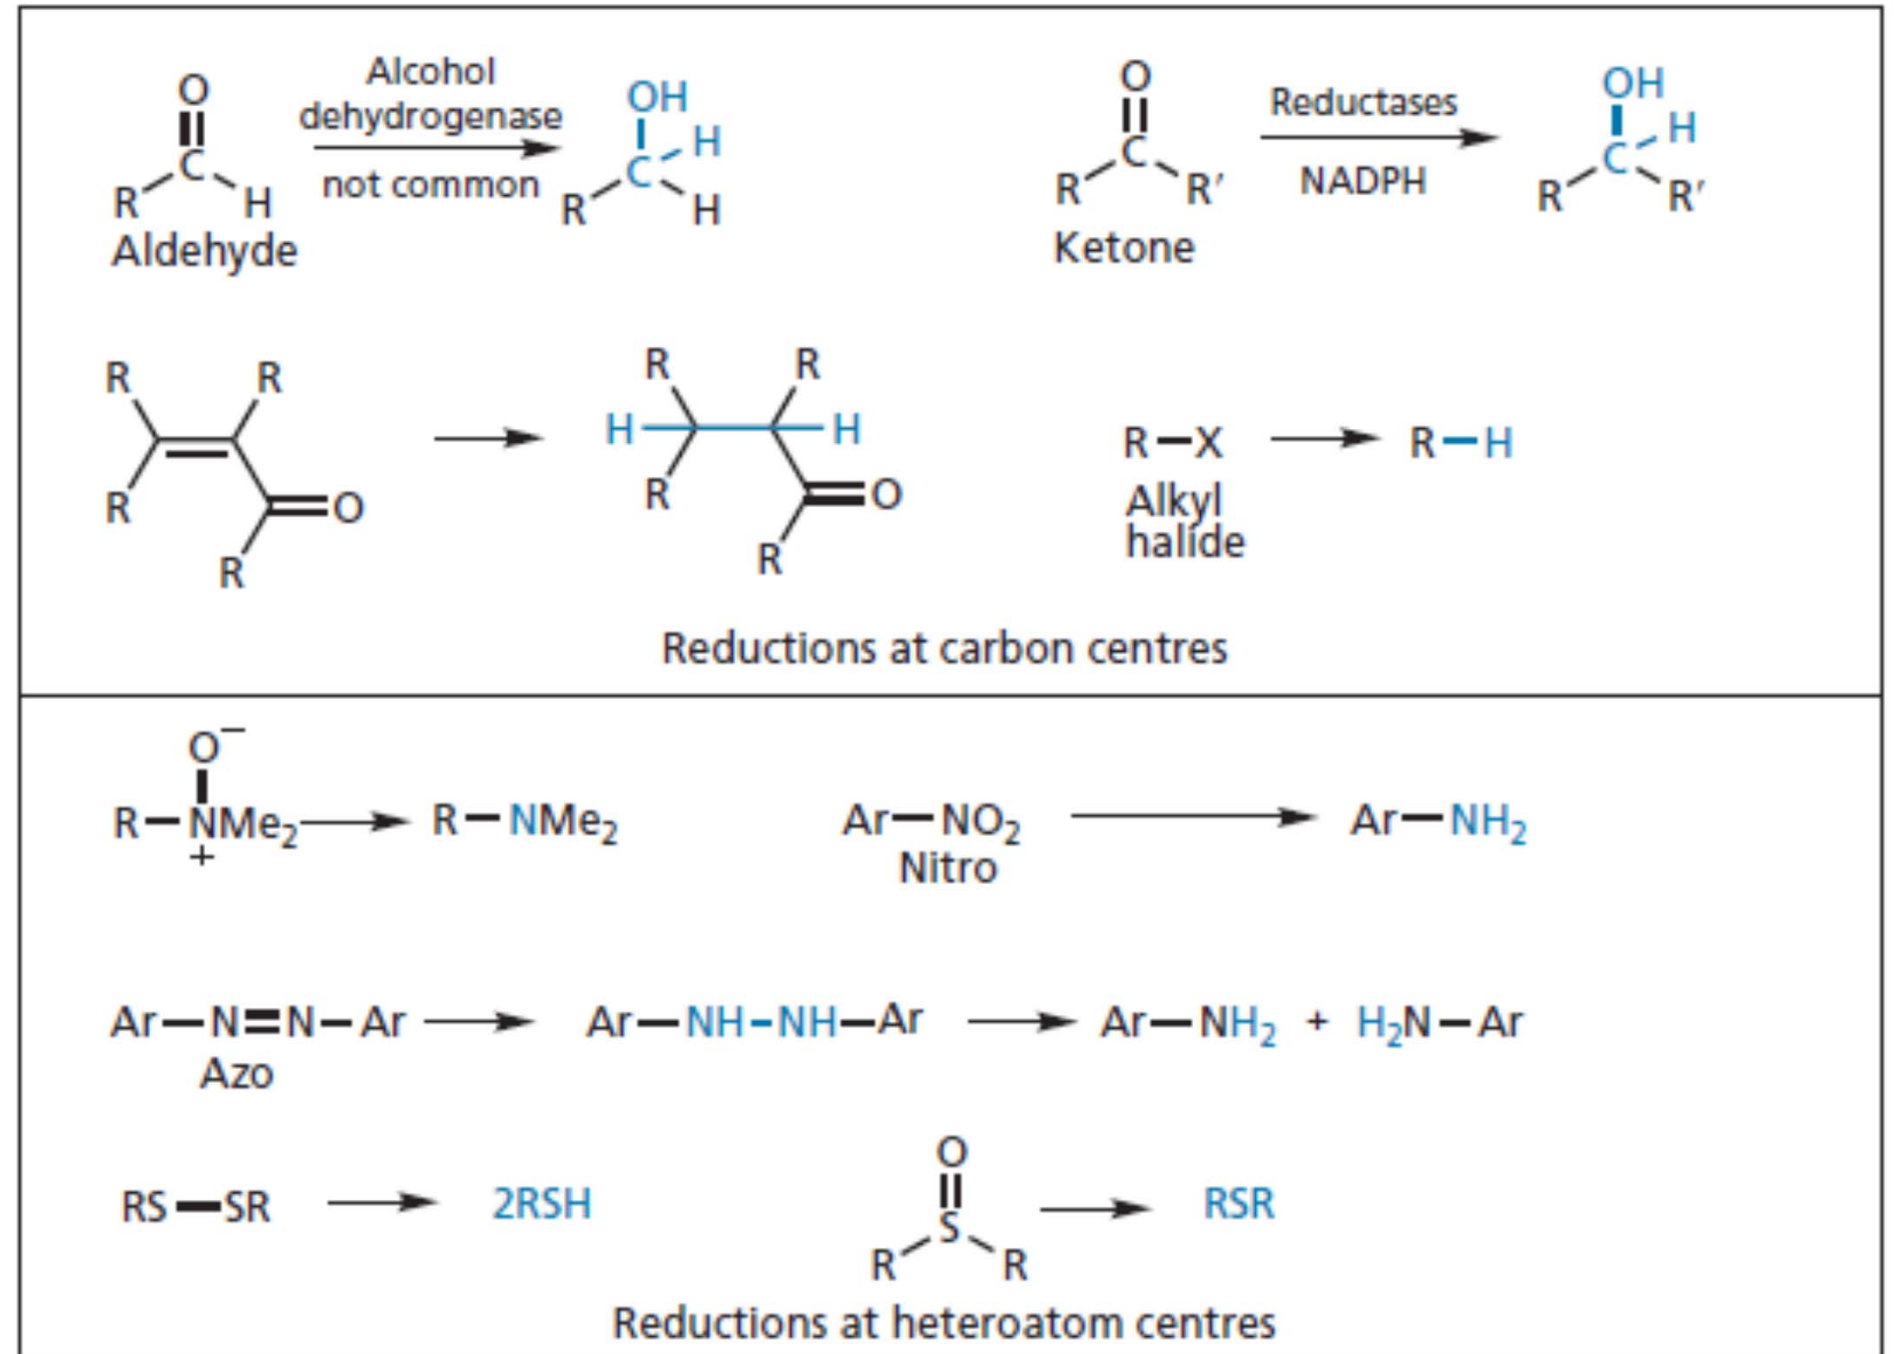 O Alcohol dehydrogenase OH
R C H not common R C H H
Aldehyde
O Reductases OH
R C R′ NADPH R C H R′
Ketone
R R R R
H H R–X R–H
R O R O Alkyl
R R halide
Reductions at carbon centres
O−
R–NMe2 R–NMe2 Ar–NO2 Ar–NH2
+ Nitro
Ar–N=N–Ar Ar–NH–NH–Ar Ar–NH2 + H2N–Ar
Azo
O
RS–SR 2RSH S RSR
R R
Reductions at heteroatom centres